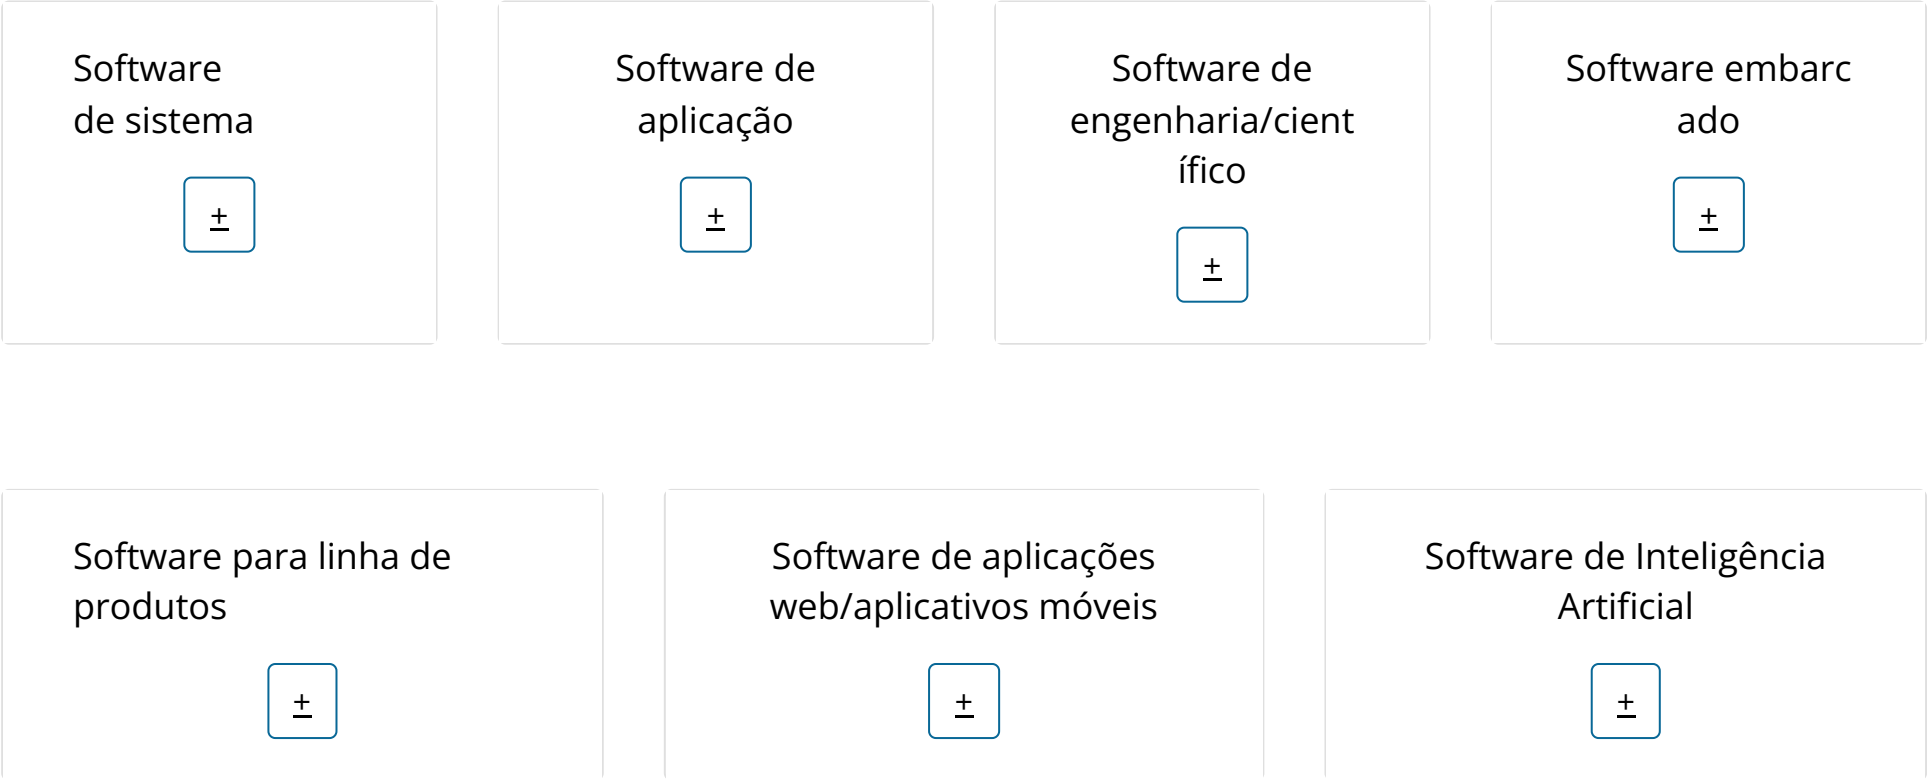 Software
de sistema
+
Software de
aplicação
+
Software de
engenharia/cient
ífico
+
Software embarc
ado
+
Software para linha de
produtos
+
Software de aplicações
web/aplicativos móveis
+
Software de Inteligência
Artificial
+